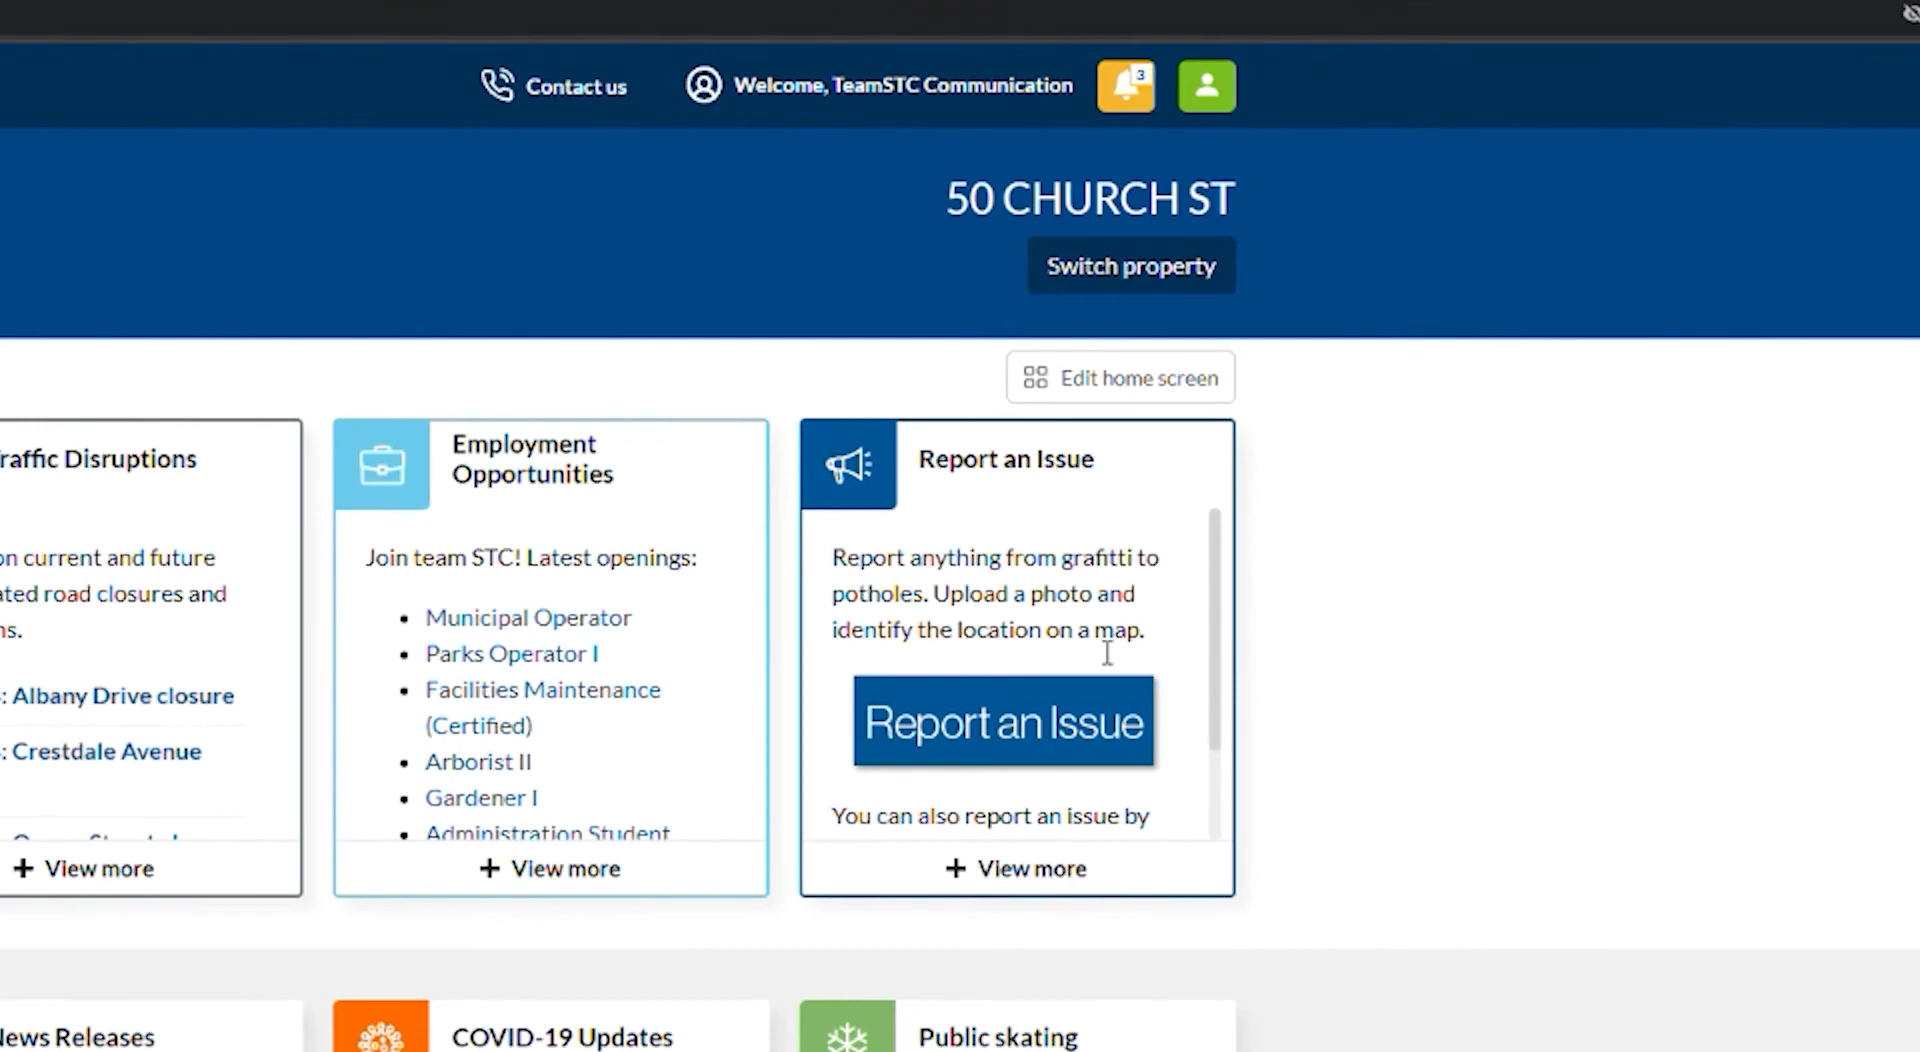 Contact us
Welcome, TeamSTC Communication
3
50 CHURCH ST
Switch property
Edit home screen
raffic Disruptions
on current and future
ated road closures and
ns.
: Albany Drive closure
: Crestdale Avenue
+ View more
Employment
Opportunities
Join team STC! Latest openings:
• Municipal Operator
• Parks Operator I
• Facilities Maintenance
(Certified)
• Arborist II
• Gardener I
• Administration Student
+ View more
Report an Issue
Report anything from grafitti to
potholes. Upload a photo and
identify the location on a map.
Report an Issue
You can also report an issue by
+ View more
News Releases
COVID-19 Updates
Public skating